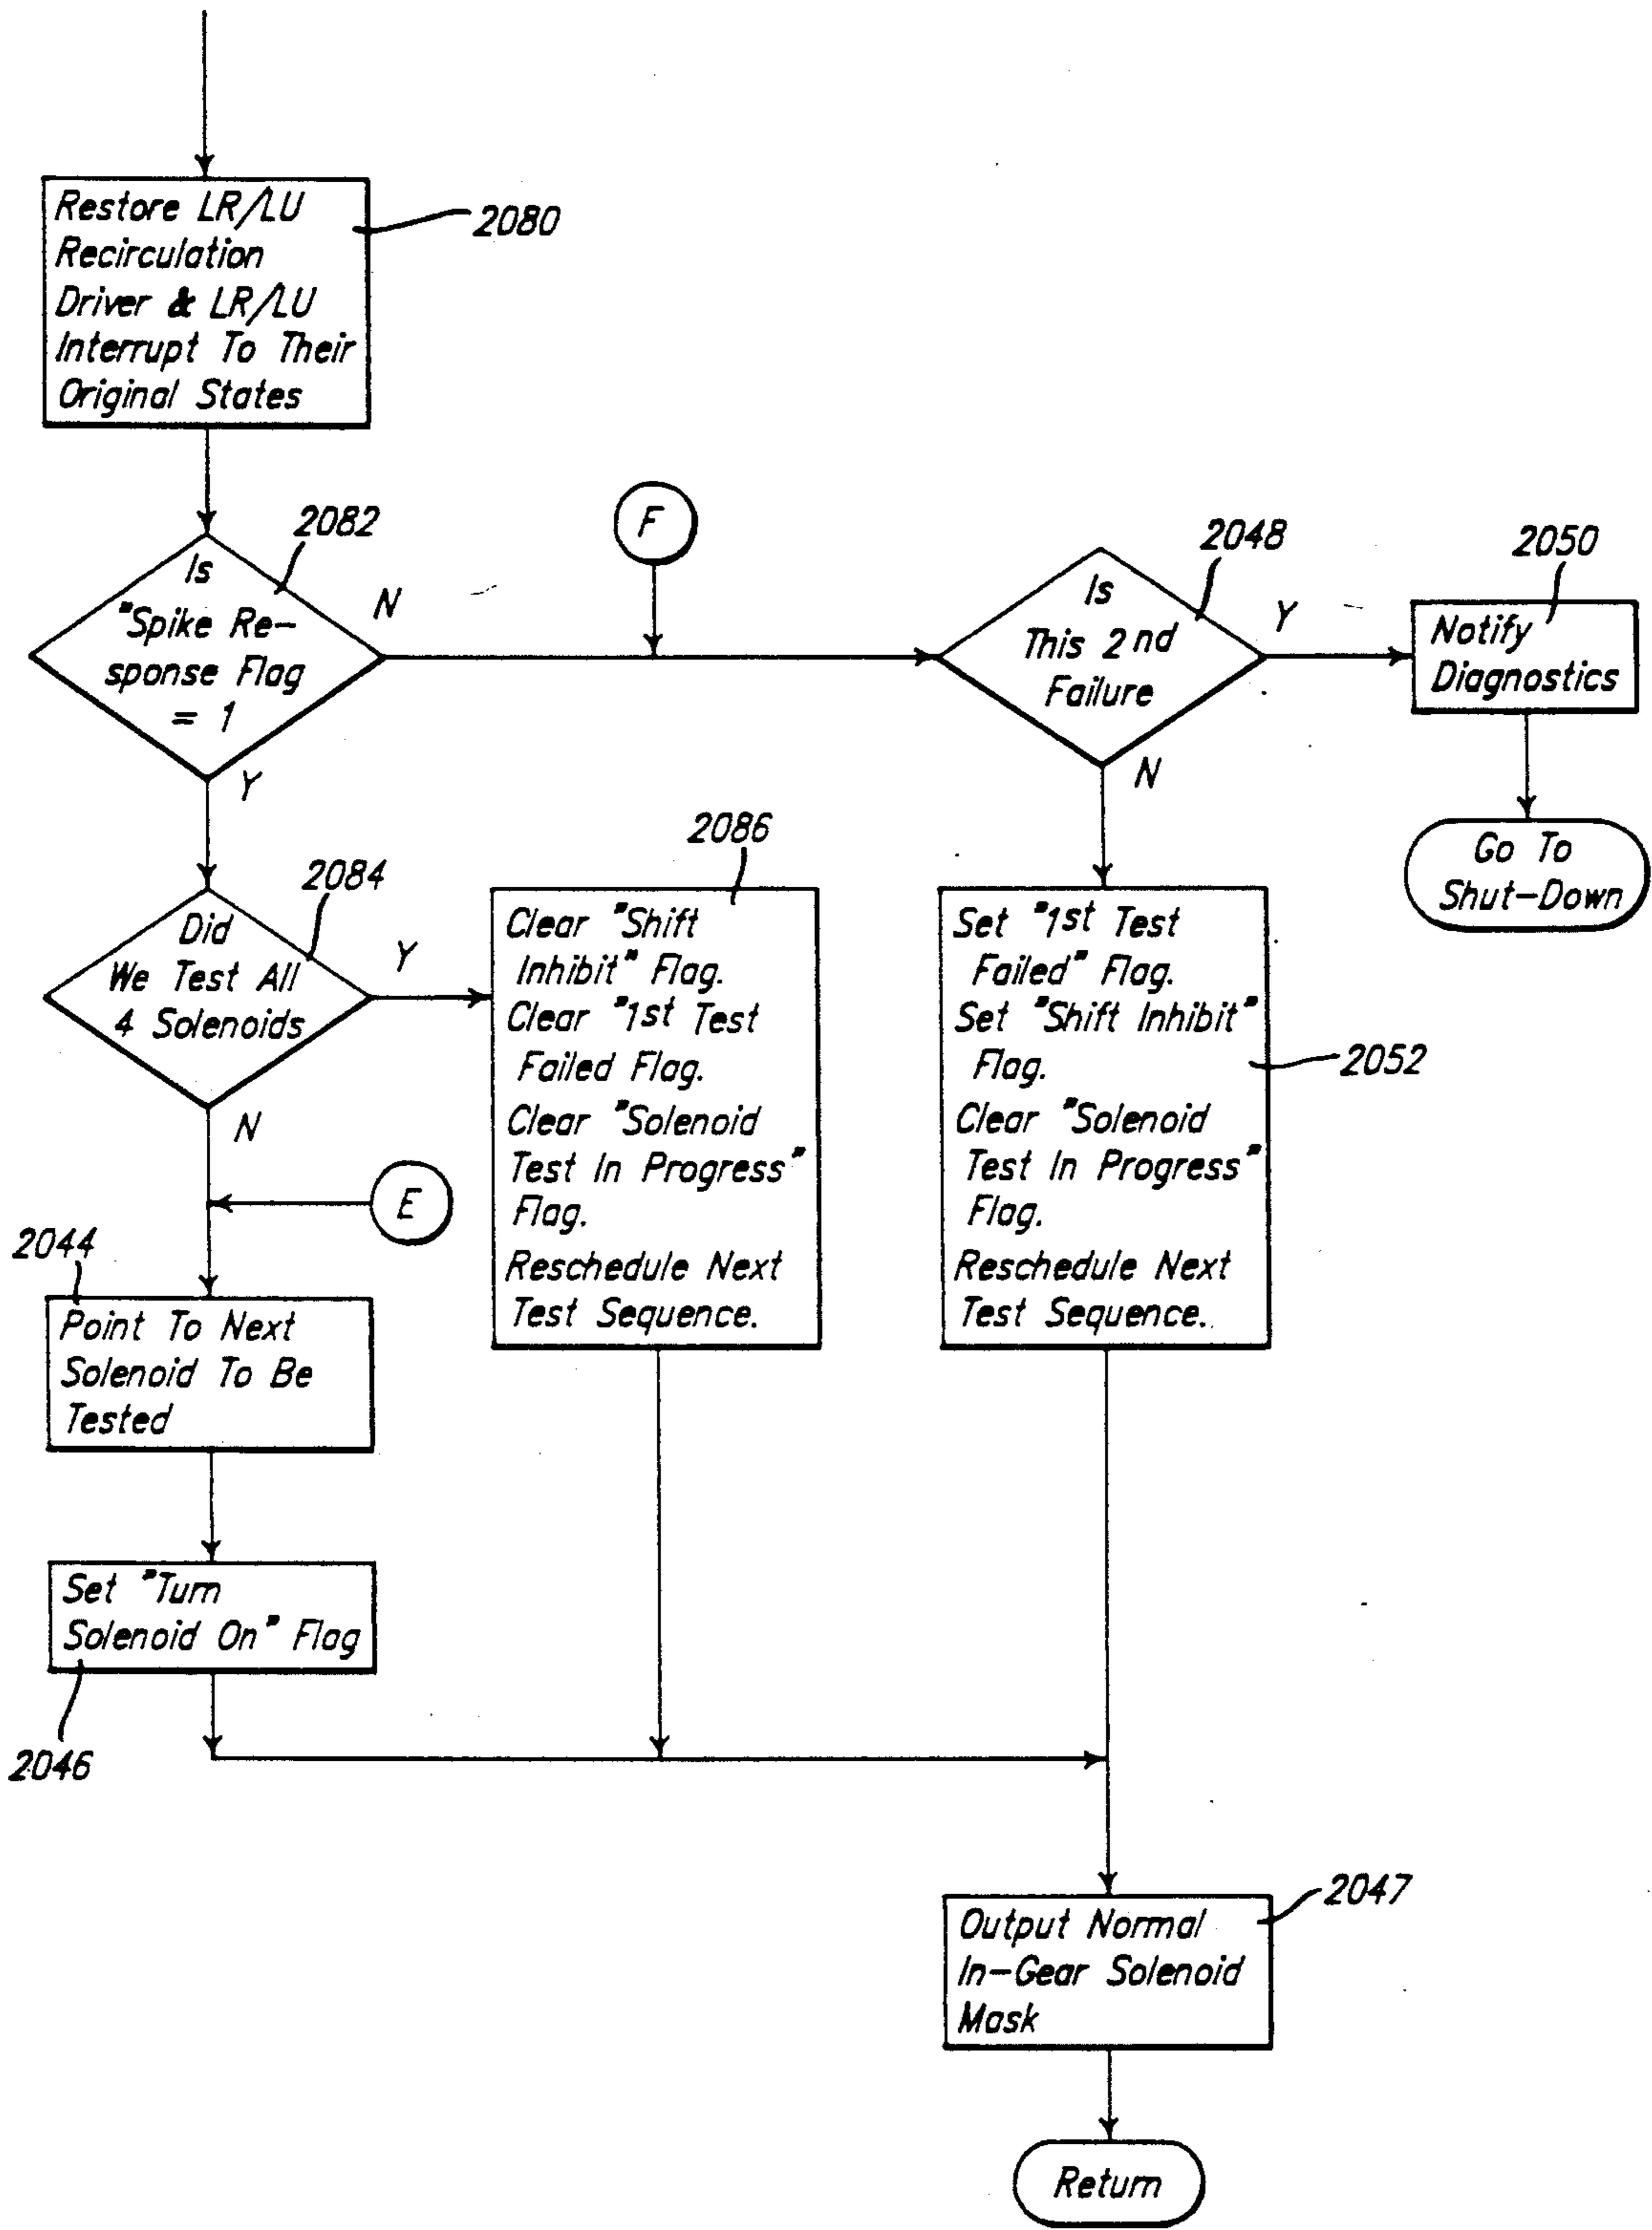 Restore LR/LU
Recirculation
Driver & LR/LU
Interrupt To Their
Original States
2080
2082
Is
"Spike Re-
sponse Flag
= 1
N
Y
F
2048
Is
This 2nd
Failure
Y
N
2050
Notify
Diagnostics
Go To
Shut-Down
2084
Did
We Test All
4 Solenoids
Y
N
2086
Clear "Shift
Inhibit" Flag.
Clear "1st Test
Failed Flag.
Clear "Solenoid
Test In Progress"
Flag.
Reschedule Next
Test Sequence.
Set "1st Test
Failed" Flag.
Set "Shift Inhibit"
Flag.
Clear "Solenoid
Test In Progress"
Flag.
Reschedule Next
Test Sequence.
2052
E
2044
Point To Next
Solenoid To Be
Tested
Set "Turn
Solenoid On" Flag
2046
2047
Output Normal
In-Gear Solenoid
Mask
Return